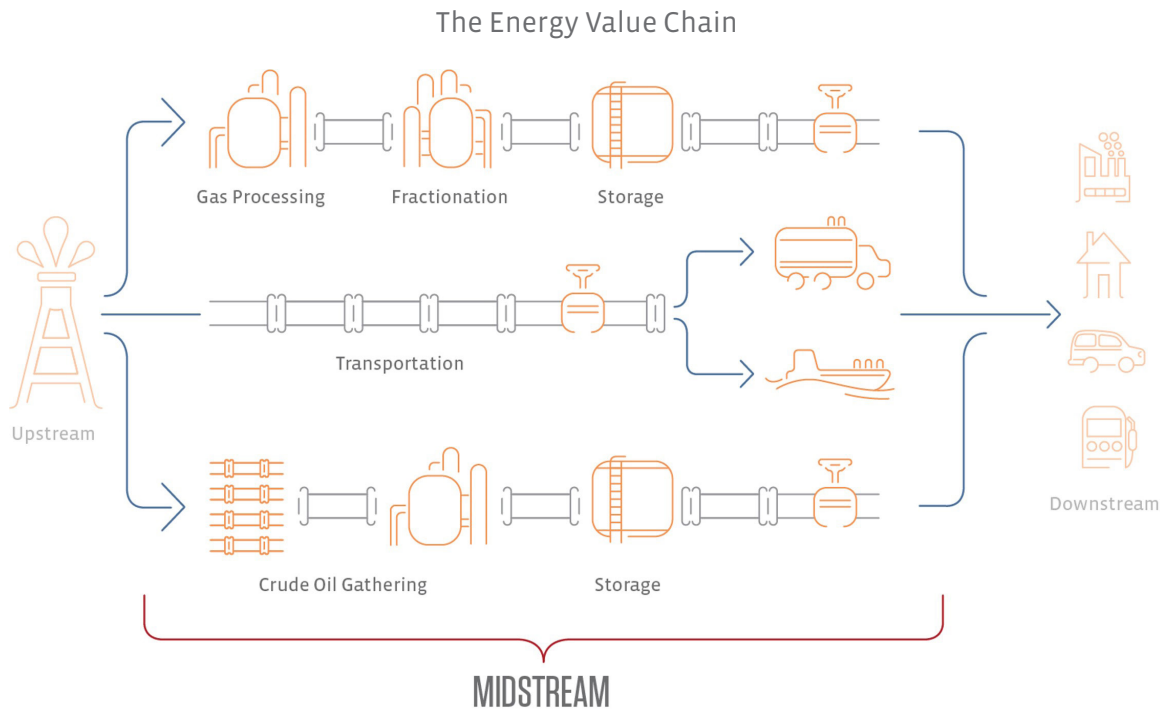 The Energy Value Chain
Gas Processing
Fractionation
Storage
Transportation
Upstream
Downstream
Crude Oil Gathering
Storage
MIDSTREAM